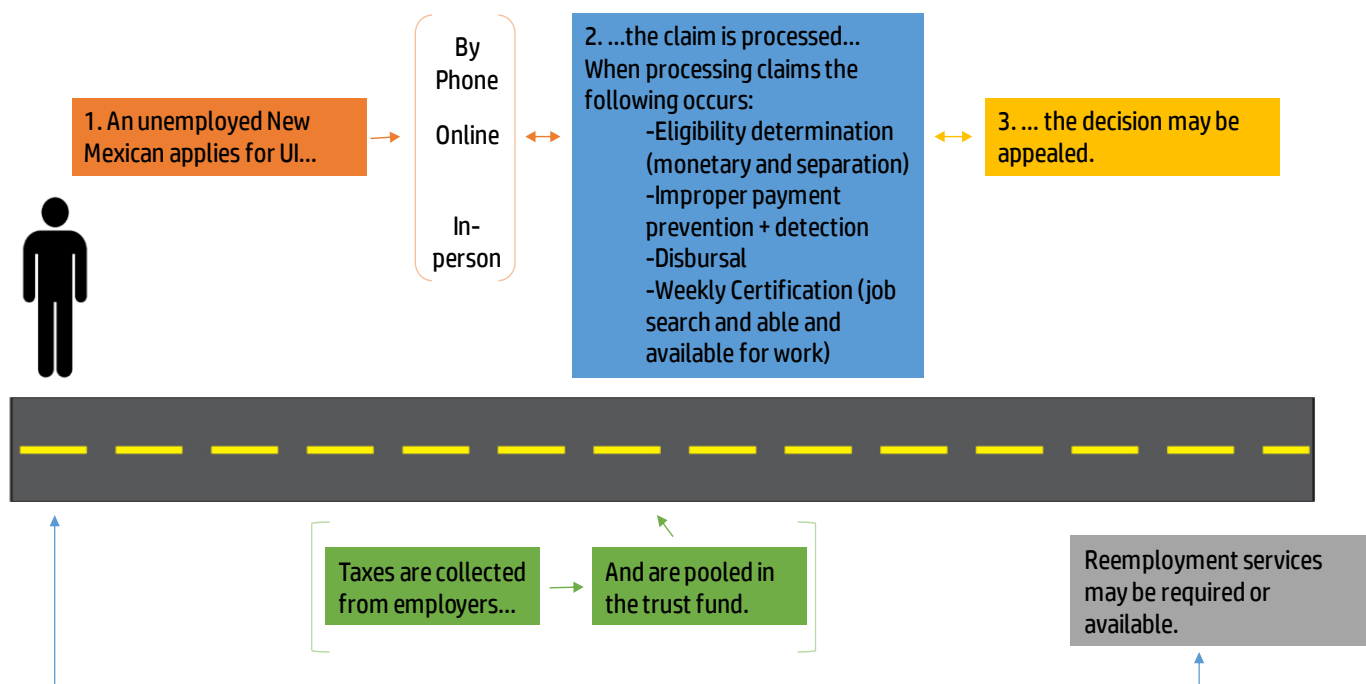 1. An unemployed New
Mexican applies for UI...
By
Phone
Online
In-
person
2. ...the claim is processed...
When processing claims the
following occurs:
-Eligibility determination
(monetary and separation)
-Improper payment
prevention + detection
-Disbursal
-Weekly Certification (job
search and able and
available for work)
3. ... the decision may be
appealed.
Taxes are collected
from employers...
And are pooled in
the trust fund.
Reemployment services
may be required or
available.